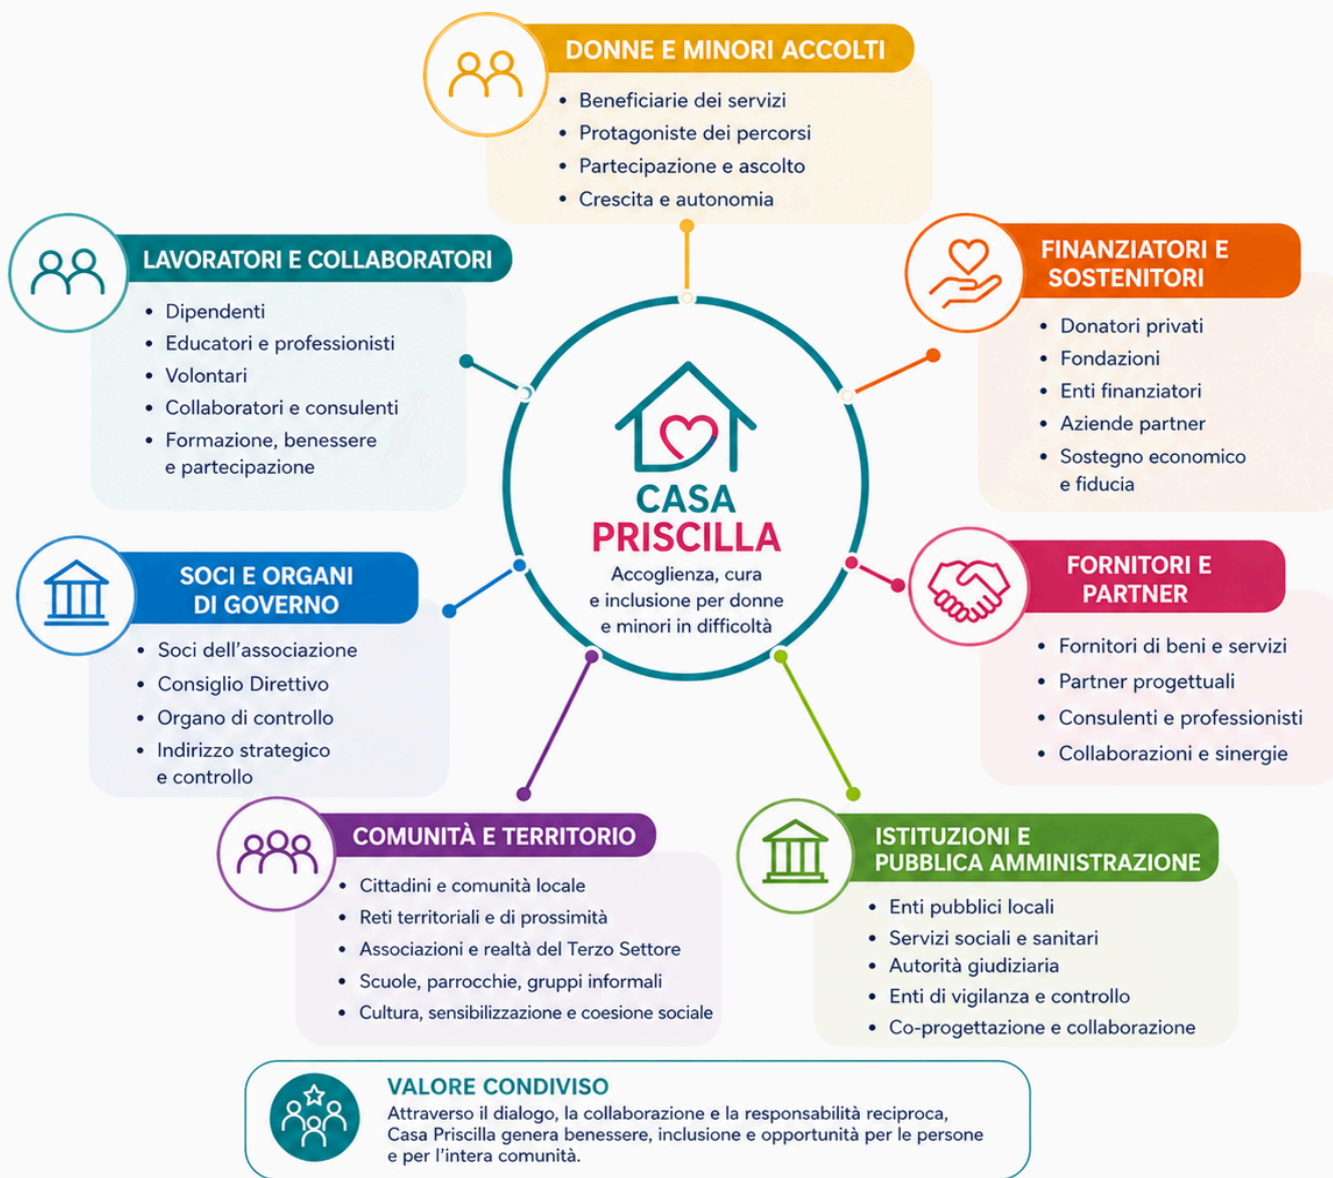 DONNE E MINORI ACCOLTI
• Beneficiarie dei servizi
• Protagoniste dei percorsi
• Partecipazione e ascolto
• Crescita e autonomia
LAVORATORI E COLLABORATORI
• Dipendenti
• Educatori e professionisti
• Volontari
• Collaboratori e consulenti
• Formazione, benessere
e partecipazione
FINANZIATORI E
SOSTENITORI
• Donatori privati
• Fondazioni
• Enti finanziatori
• Aziende partner
• Sostegno economico
e fiducia
CASA
PRISCILLA
Accoglienza, cura
e inclusione per donne
e minori in difficoltà
SOCI E ORGANI
DI GOVERNO
• Soci dell'associazione
• Consiglio Direttivo
• Organo di controllo
• Indirizzo strategico
e controllo
FORNITORI E
PARTNER
• Fornitori di beni e servizi
• Partner progettuali
• Consulenti e professionisti
• Collaborazioni e sinergie
COMUNITÀ E TERRITORIO
• Cittadini e comunità locale
• Reti territoriali e di prossimità
• Associazioni e realtà del Terzo Settore
• Scuole, parrocchie, gruppi informali
• Cultura, sensibilizzazione e coesione sociale
ISTITUZIONI E
PUBBLICA AMMINISTRAZIONE
• Enti pubblici locali
• Servizi sociali e sanitari
• Autorità giudiziaria
• Enti di vigilanza e controllo
• Co-progettazione e collaborazione
VALORE CONDIVISO
Attraverso il dialogo, la collaborazione e la responsabilità reciproca,
Casa Priscilla genera benessere, inclusione e opportunità per le persone
e per l'intera comunità.